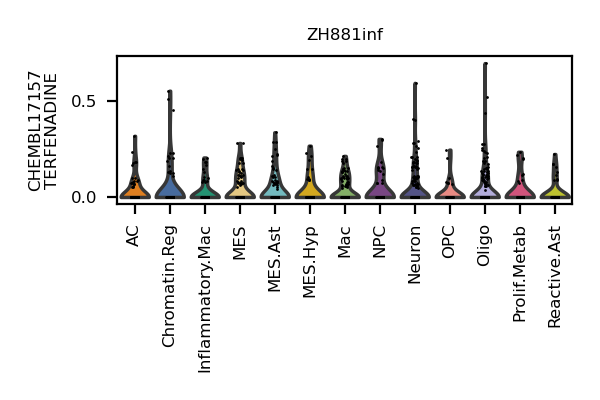 ZH881inf
CHEMBL17157
TERFENADINE
0.5
0.0
AC
Chromatin.Reg
Inflammatory.Mac
MES
MES.Ast
MES.Hyp
Mac
NPC
Neuron
OPC
Oligo
Prolif.Metab
Reactive.Ast